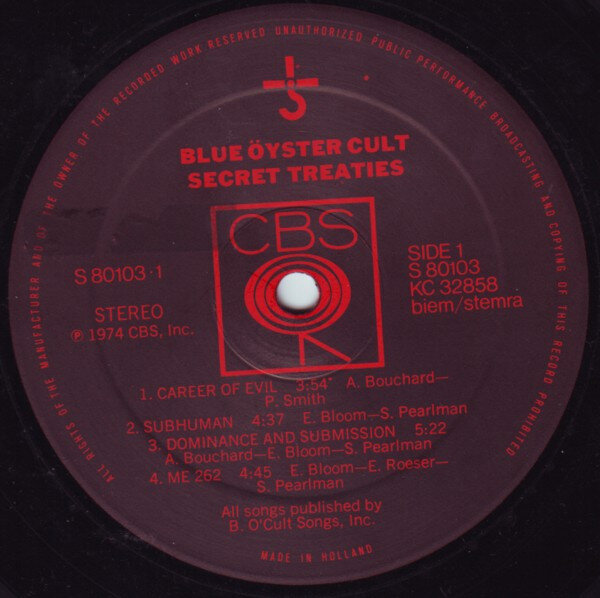 ALL RIGHTS OF THE MANUFACTURER AND OF THE OWNER OF THE RECORDED WORK RESERVED UNAUTHORIZED PUBLIC PERFORMANCE BROADCASTING AND COPYING OF THIS RECORD PROHIBITED
BLUE ÖYSTER CULT
SECRET TREATIES
CBS
S 80103·1
STEREO
℗ 1974 CBS, Inc.
SIDE 1
S 80103
KC 32858
biem/stemra
1. CAREER OF EVIL 3:54 A. Bouchard—
P. Smith
2. SUBHUMAN 4:37 E. Bloom—S. Pearlman
3. DOMINANCE AND SUBMISSION 5:22
A. Bouchard—E. Bloom—S. Pearlman
4. ME 262 4:45 E. Bloom—E. Roeser—
S. Pearlman
All songs published by
B. O'Cult Songs, Inc.
MADE IN HOLLAND